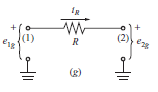 i_R
+ +
e_1g (1) R (2) e_2g
(g)